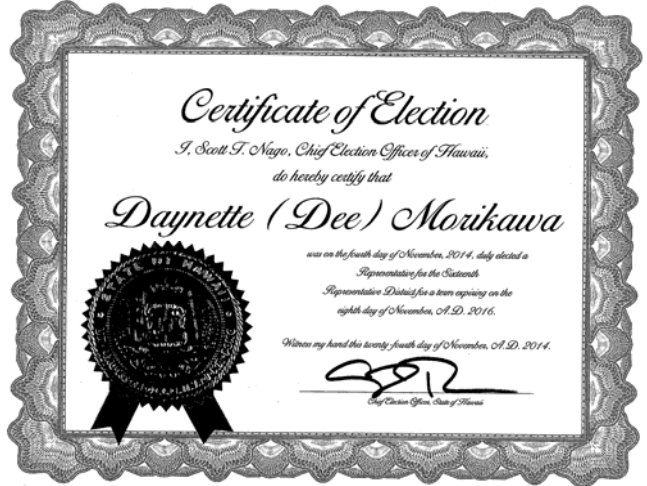 Certificate of Election
I, Scott T. Nago, Chief Election Officer of Hawaii,
do hereby certify that
Daynette (Dee) Morikawa
was on the fourth day of November, 2014, duly elected a
Representative for the Sixteenth
Representative District for a term expiring on the
eighth day of November, A.D. 2016.
Witness my hand this twenty-fourth day of November, A.D. 2014.
Chief Election Officer, State of Hawaii
STATE OF HAWAII